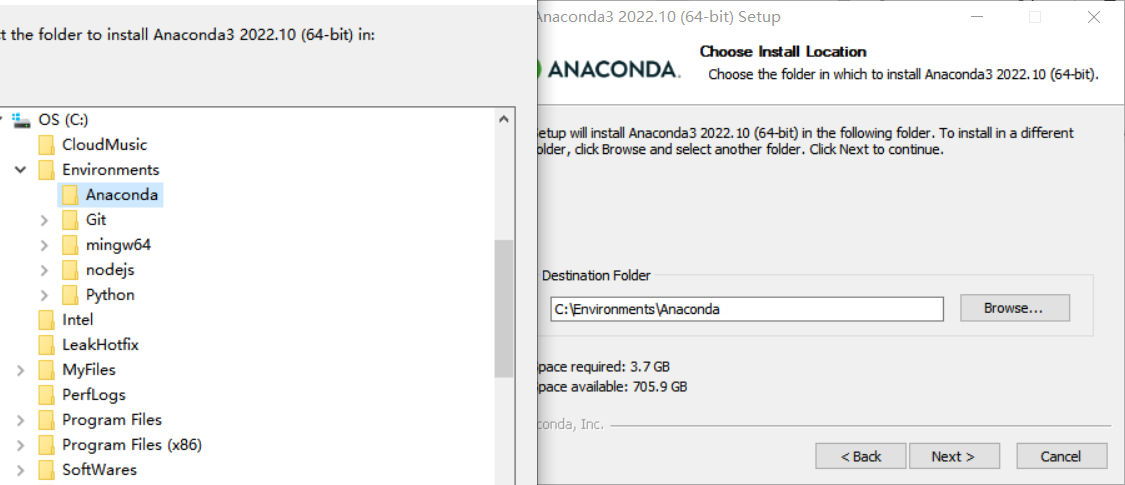 t the folder to install Anaconda3 2022.10 (64-bit) in:
OS (C:)
CloudMusic
Environments
Anaconda
Git
mingw64
nodejs
Python
Intel
LeakHotfix
MyFiles
PerfLogs
Program Files
Program Files (x86)
SoftWares
Anaconda3 2022.10 (64-bit) Setup
ANACONDA.
Choose Install Location
Choose the folder in which to install Anaconda3 2022.10 (64-bit).
etup will install Anaconda3 2022.10 (64-bit) in the following folder. To install in a different
older, click Browse and select another folder. Click Next to continue.
Destination Folder
C:\Environments\Anaconda
Browse...
pace required: 3.7 GB
pace available: 705.9 GB
conda, Inc.
< Back
Next >
Cancel